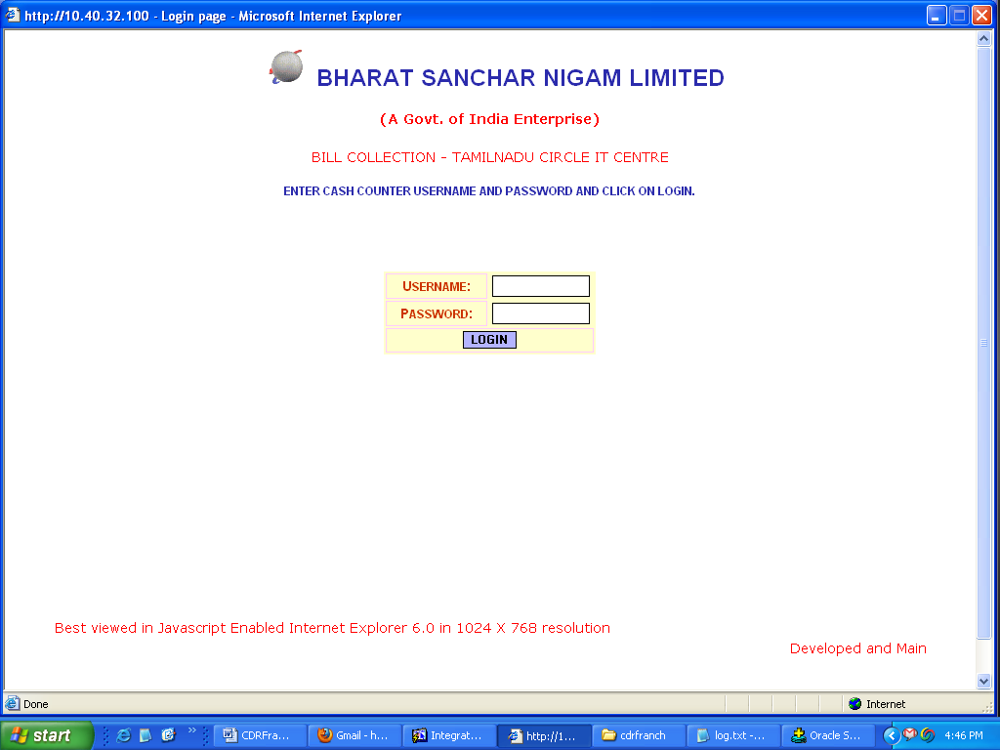 http://10.40.32.100 - Login page - Microsoft Internet Explorer
BHARAT SANCHAR NIGAM LIMITED
(A Govt. of India Enterprise)
BILL COLLECTION - TAMILNADU CIRCLE IT CENTRE
ENTER CASH COUNTER USERNAME AND PASSWORD AND CLICK ON LOGIN.
USERNAME:
PASSWORD:
LOGIN
Best viewed in Javascript Enabled Internet Explorer 6.0 in 1024 X 768 resolution
Developed and Main
Done
Internet
start
CDRFra...
Gmail - h...
Integrat...
http://1...
cdrfranch
log.txt -...
Oracle S...
4:46 PM